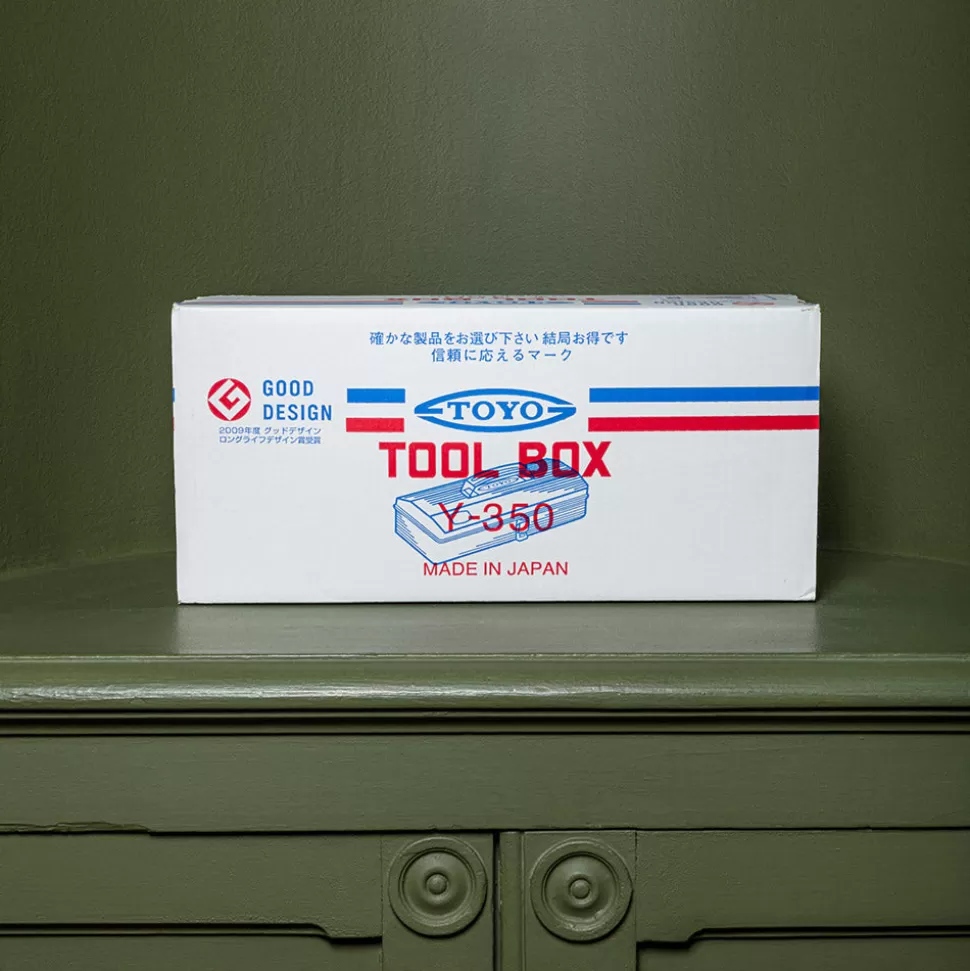 確かな製品をお選び下さい 結局お得です
信頼に応えるマーク
GOOD
DESIGN
2009年度 グッドデザイン
ロングライフデザイン賞受賞
TOYO
TOOL BOX
TOYO
Y-350
MADE IN JAPAN